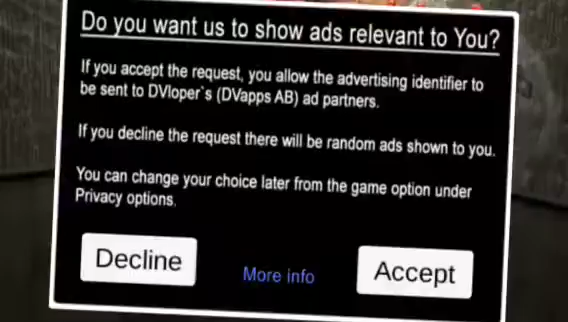 Do you want us to show ads relevant to You?
If you accept the request, you allow the advertising identifier to
be sent to DVloper`s (DVapps AB) ad partners.
If you decline the request there will be random ads shown to you.
You can change your choice later from the game option under
Privacy options.
Decline
More info
Accept